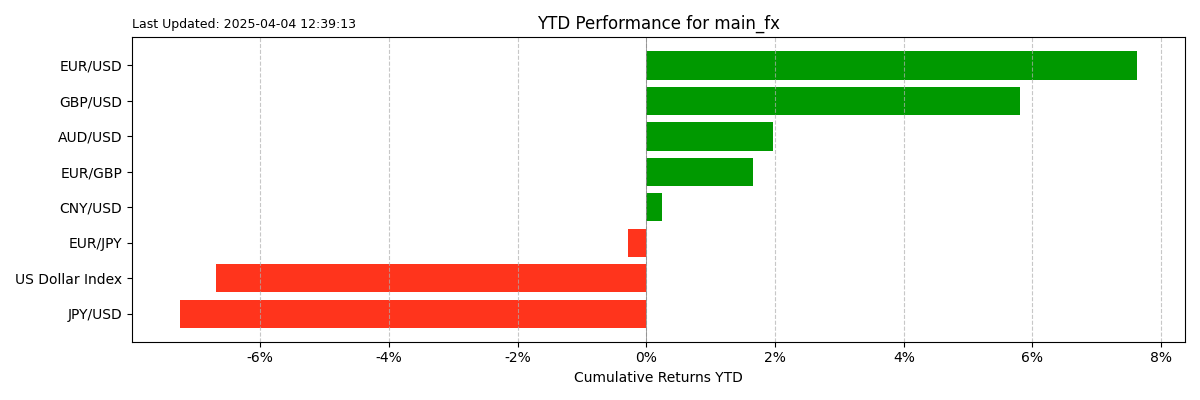 Last Updated: 2025-04-04 12:39:13
YTD Performance for main_fx
EUR/USD
GBP/USD
AUD/USD
EUR/GBP
CNY/USD
EUR/JPY
US Dollar Index
JPY/USD
-6% -4% -2% 0% 2% 4% 6% 8%
Cumulative Returns YTD